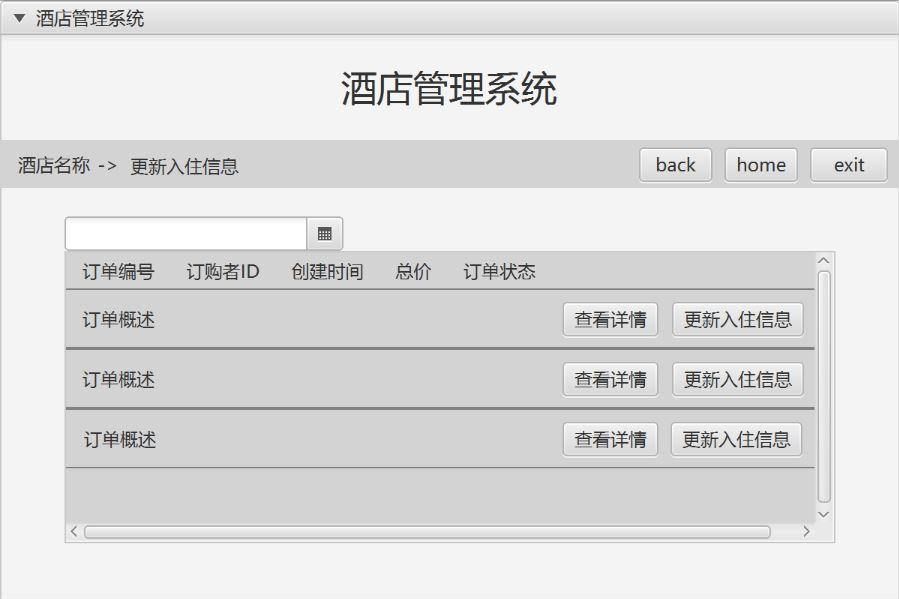 酒店管理系统
酒店管理系统
酒店名称 -> 更新入住信息 back home exit
订单编号 订购者ID 创建时间 总价 订单状态
订单概述 查看详情 更新入住信息
订单概述 查看详情 更新入住信息
订单概述 查看详情 更新入住信息